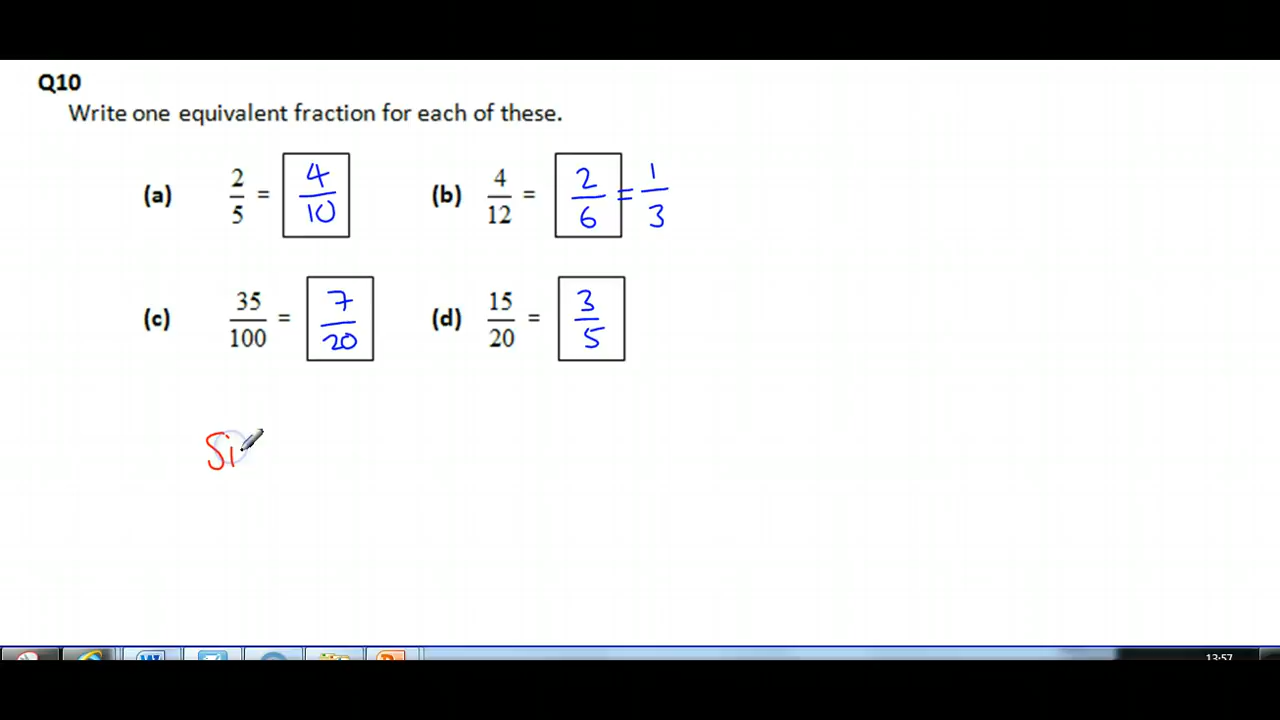 Q10
Write one equivalent fraction for each of these.
(a) 2/5 = 4/10 (b) 4/12 = 2/6 = 1/3
(c) 35/100 = 7/20 (d) 15/20 = 3/5
Si
13:57